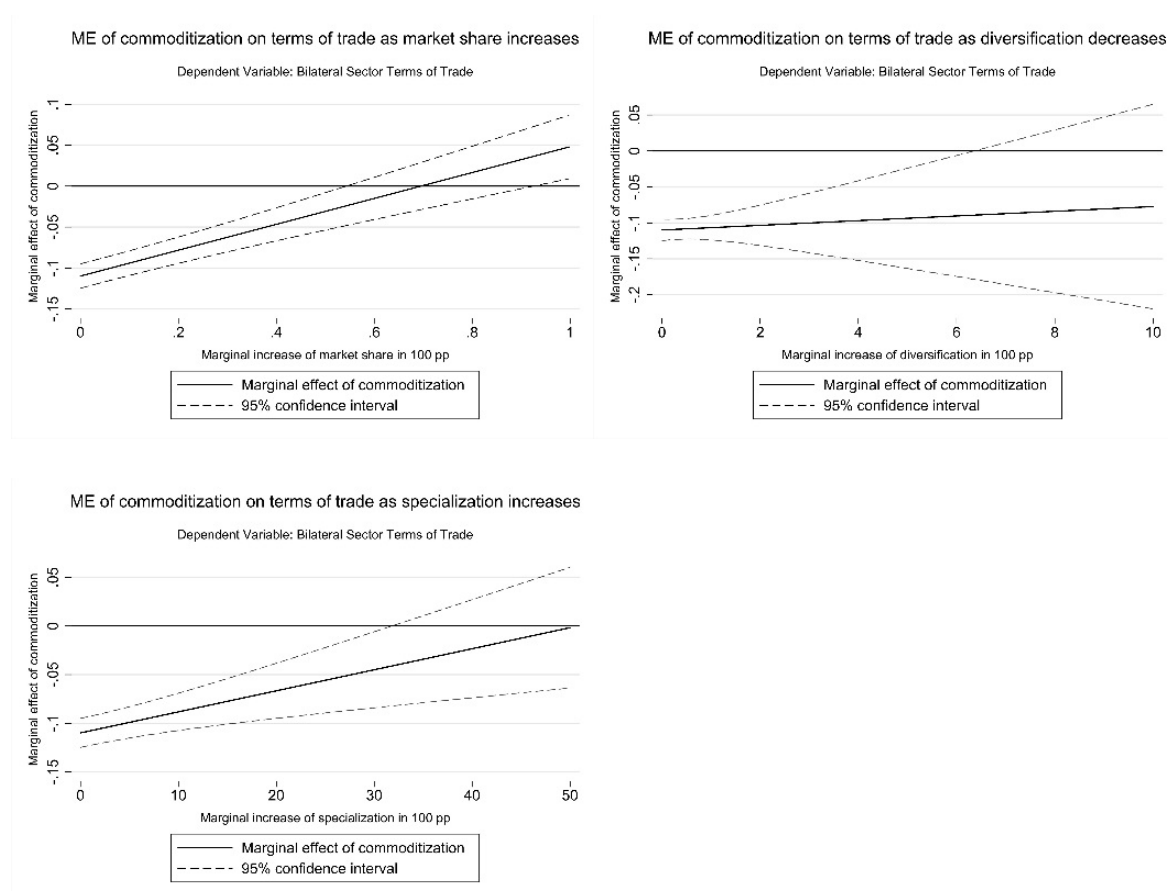 ME of commoditization on terms of trade as market share increases
Dependent Variable: Bilateral Sector Terms of Trade
Marginal effect of commoditization
.1
.05
0
-.05
-.1
-.15
0 .2 .4 .6 .8 1
Marginal increase of market share in 100 pp
Marginal effect of commoditization
95% confidence interval
ME of commoditization on terms of trade as diversification decreases
Dependent Variable: Bilateral Sector Terms of Trade
Marginal effect of commoditization
.05
0
-.05
-.1
-.15
-.2
0 2 4 6 8 10
Marginal increase of diversification in 100 pp
Marginal effect of commoditization
95% confidence interval
ME of commoditization on terms of trade as specialization increases
Dependent Variable: Bilateral Sector Terms of Trade
Marginal effect of commoditization
.05
0
-.05
-.1
-.15
0 10 20 30 40 50
Marginal increase of specialization in 100 pp
Marginal effect of commoditization
95% confidence interval